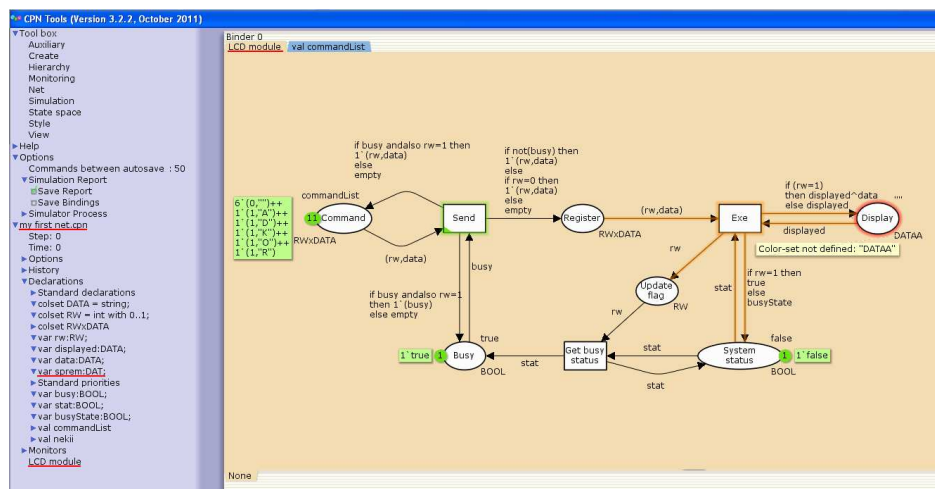 CPN Tools (Version 3.2.2, October 2011)
Tool box
Auxiliary
Create
Hierarchy
Monitoring
Net
Simulation
State space
Style
View
Help
Options
Commands between autosave : 50
Simulation Report
Save Report
Save Bindings
Simulator Process
my first net.cpn
Step: 0
Time: 0
Options
History
Declarations
Standard declarations
colset DATA = string;
colset RW = int with 0..1;
colset RWxDATA
var rw:RW;
var displayed:DATA;
var data:DATA;
var sprem:DAT;
Standard priorities
var busy:BOOL;
var stat:BOOL;
var busyState:BOOL;
val commandList
val nekii
Monitors
LCD module
Binder 0
LCD module val commandList
if busy andalso rw=1 then
1`(rw,data)
else
empty
if not(busy) then
1`(rw,data)
else
if rw=0 then
1`(rw,data)
else
empty
if (rw=1)
then displayed^data
else displayed
""
commandList
6`(0,"")++
1`(1,"A")++
1`(1,"D")++
1`(1,"K")++
1`(1,"O")++
1`(1,"R")
11 Command
RWxDATA
Send
Register
RWxDATA
(rw,data)
Exe
Display
DATAA
displayed
Color-set not defined: "DATAA"
(rw,data)
busy
rw
Update
flag
RW
stat
if rw=1 then
true
else
busyState
if busy andalso rw=1
then 1`(busy)
else empty
rw
true
1`true 1 Busy
BOOL
stat
Get busy
status
stat
stat
false
System
status
1 1`false
BOOL
None